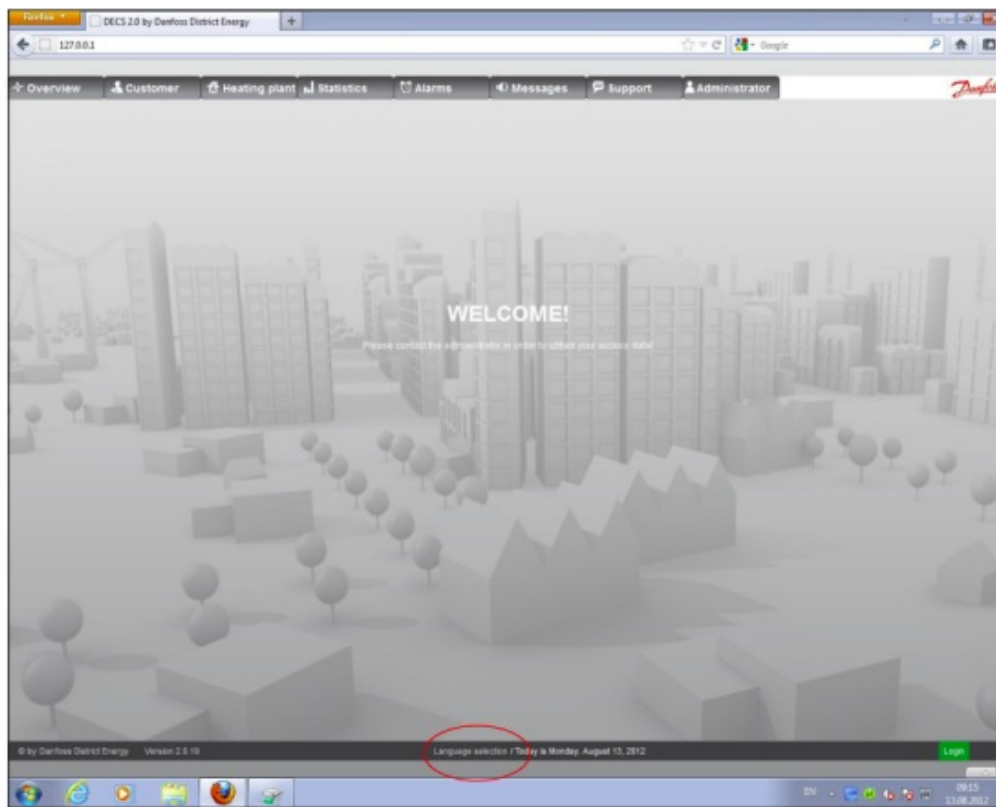 Firefox
DECS 2.0 by Danfoss District Energy
127.0.0.1
Google
Overview Customer Heating plant Statistics Alarms Messages Support Administrator
Danfoss
WELCOME!
Please contact the administrator in order to obtain your access data!
© by Danfoss District Energy Version 2.8.19
Language selection / Today is Monday, August 13, 2012
Login
EN
09:15
13.08.2012